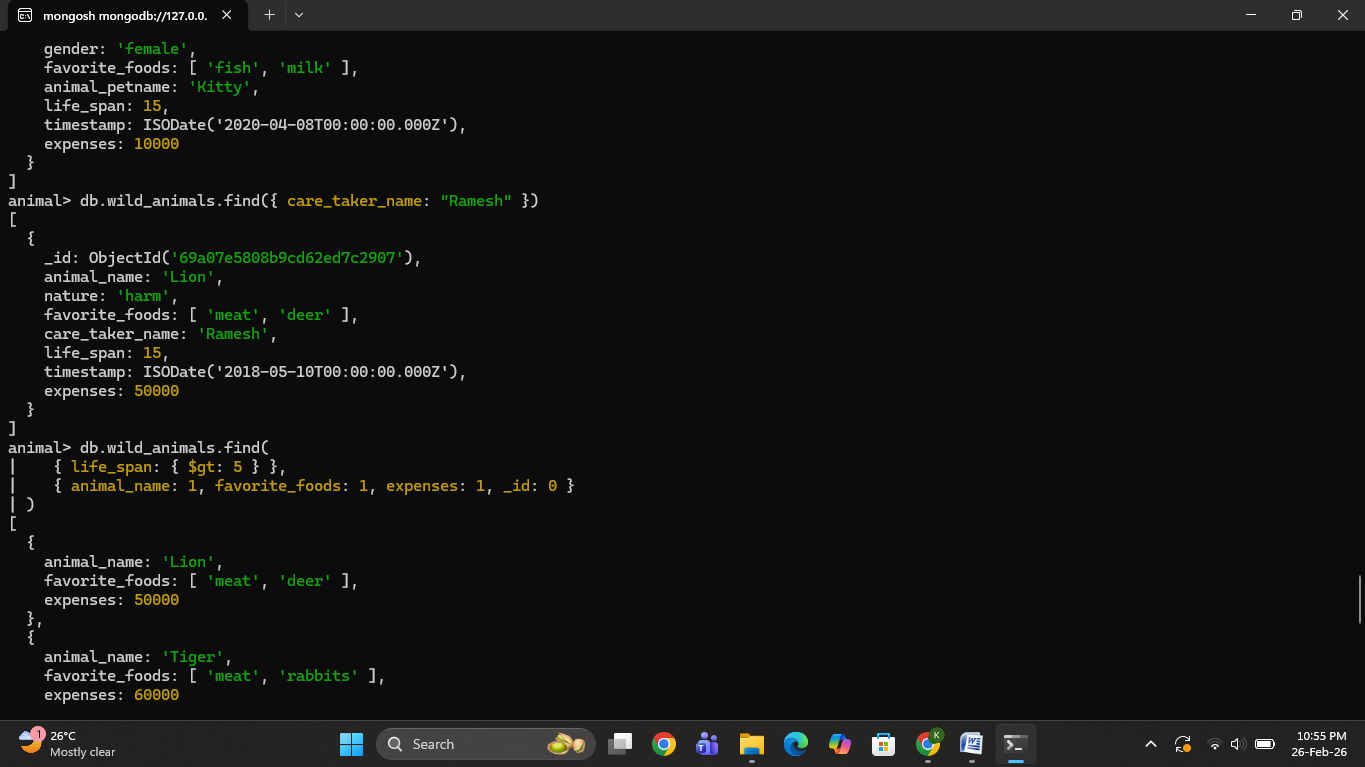 mongosh mongodb://127.0.0.
    gender: 'female',
    favorite_foods: [ 'fish', 'milk' ],
    animal_petname: 'Kitty',
    life_span: 15,
    timestamp: ISODate('2020-04-08T00:00:00.000Z'),
    expenses: 10000
  }
]
animal> db.wild_animals.find({ care_taker_name: "Ramesh" })
[
  {
    _id: ObjectId('69a07e5808b9cd62ed7c2907'),
    animal_name: 'Lion',
    nature: 'harm',
    favorite_foods: [ 'meat', 'deer' ],
    care_taker_name: 'Ramesh',
    life_span: 15,
    timestamp: ISODate('2018-05-10T00:00:00.000Z'),
    expenses: 50000
  }
]
animal> db.wild_animals.find(
|    { life_span: { $gt: 5 } },
|    { animal_name: 1, favorite_foods: 1, expenses: 1, _id: 0 }
| )
[
  {
    animal_name: 'Lion',
    favorite_foods: [ 'meat', 'deer' ],
    expenses: 50000
  },
  {
    animal_name: 'Tiger',
    favorite_foods: [ 'meat', 'rabbits' ],
    expenses: 60000
1
26°C
Mostly clear
Search
K
10:55 PM
26-Feb-26